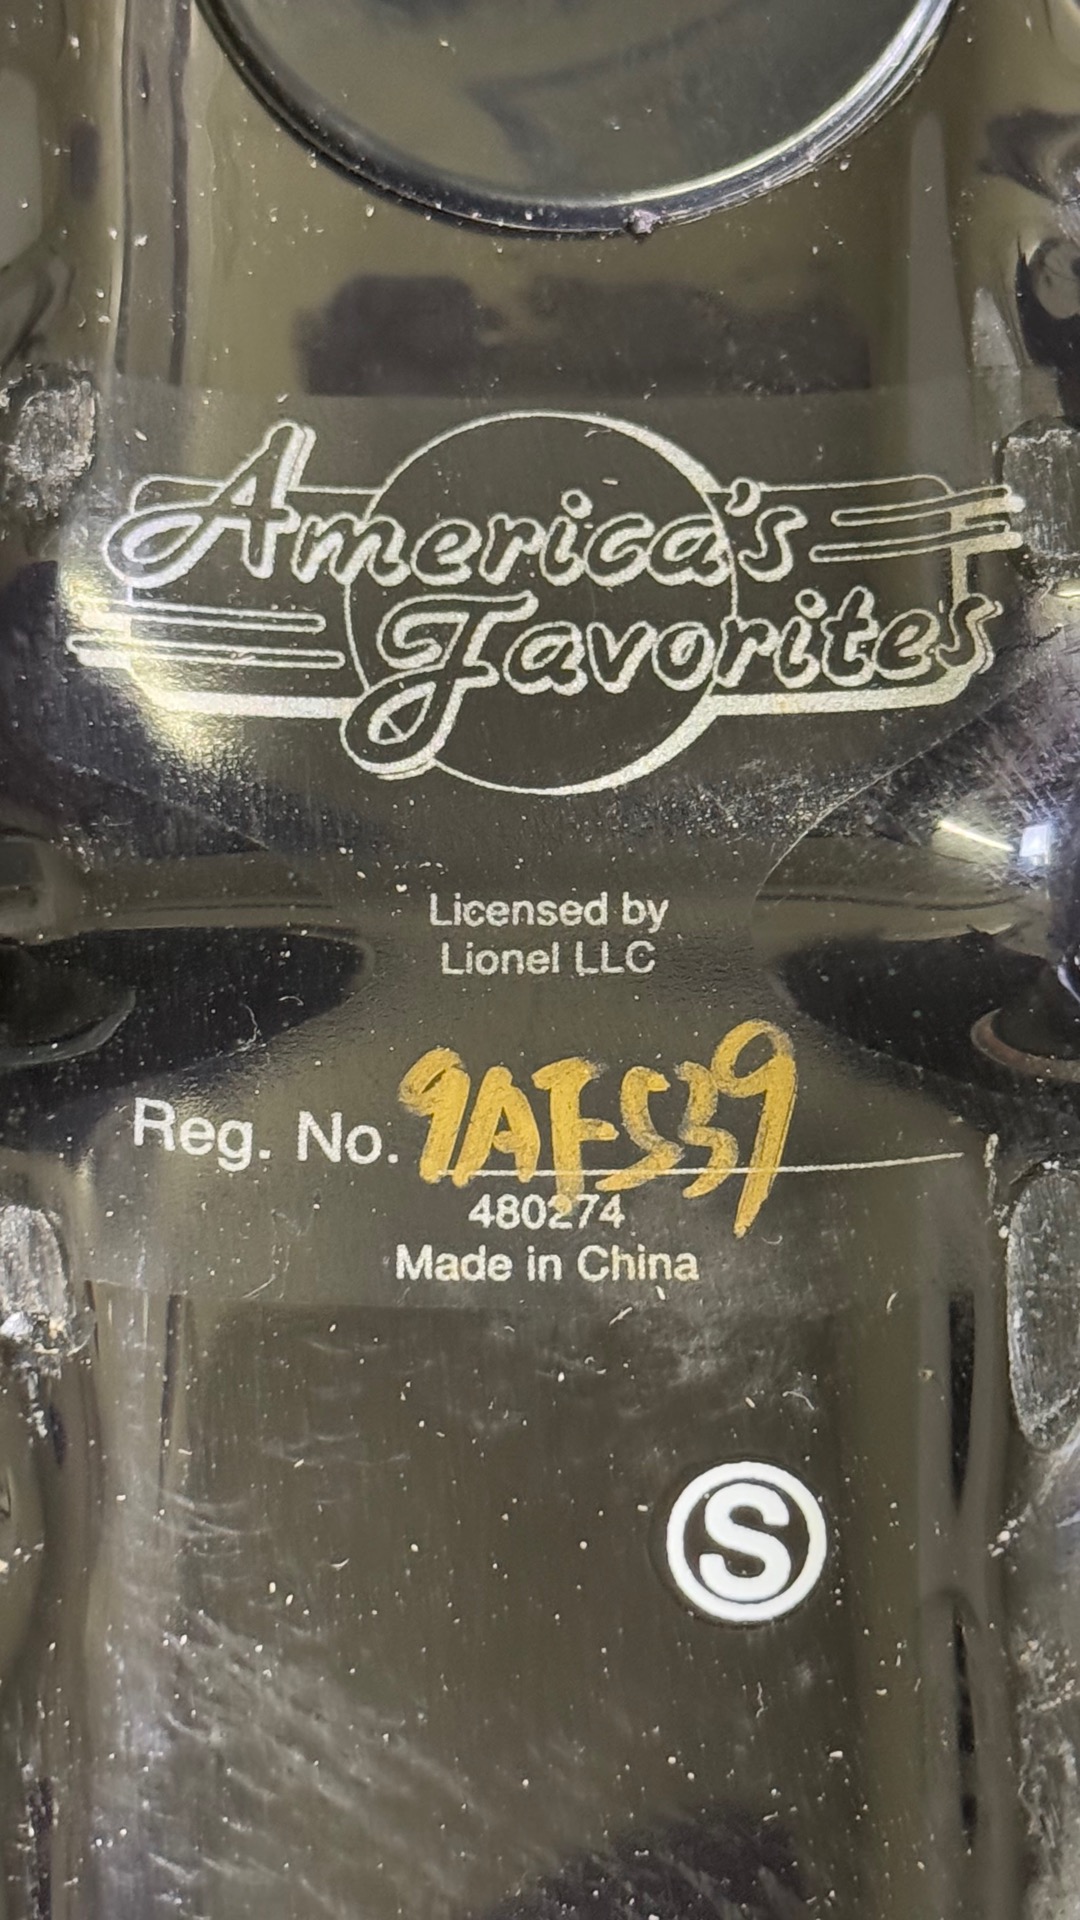 America's
Favorites
Licensed by
Lionel LLC
Reg. No. 9AF539
480274
Made in China
S